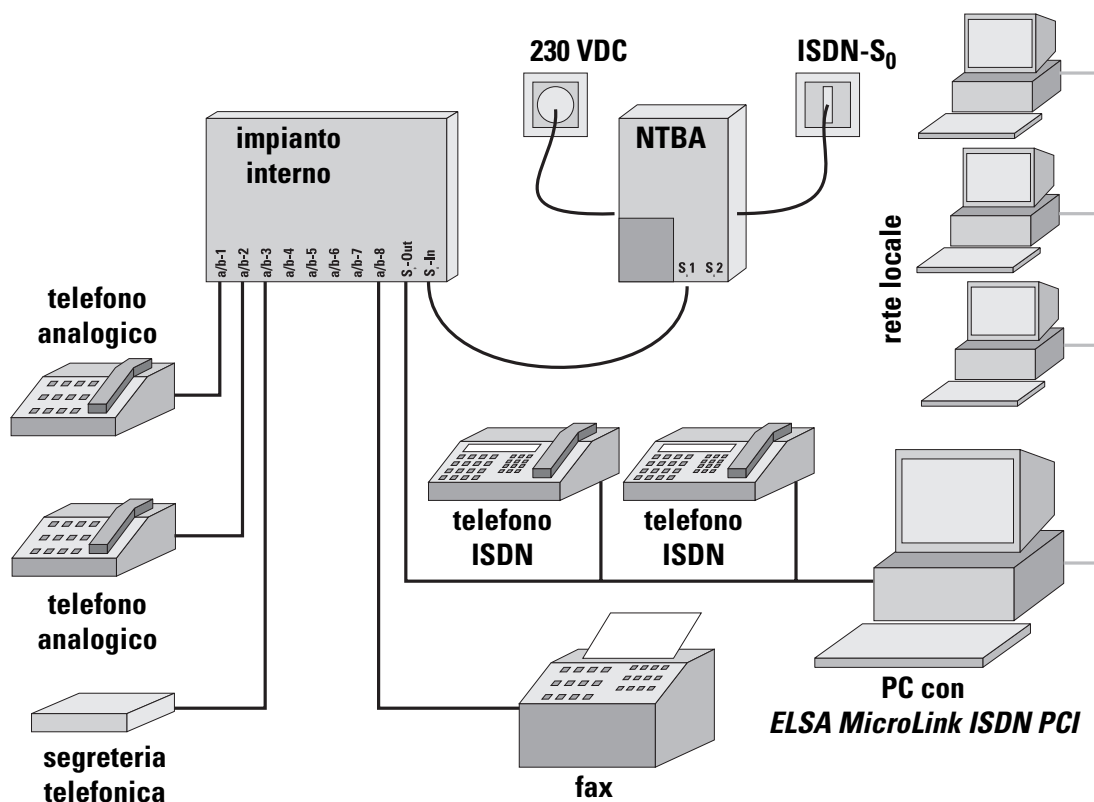 230 VDC
ISDN-S0
impianto
interno
NTBA
a/b-1
a/b-2
a/b-3
a/b-4
a/b-5
a/b-6
a/b-7
a/b-8
S0-Out
S0-In
S01 S02
rete locale
telefono
analogico
telefono
ISDN
telefono
ISDN
telefono
analogico
PC con
ELSA MicroLink ISDN PCI
segreteria
telefonica
fax